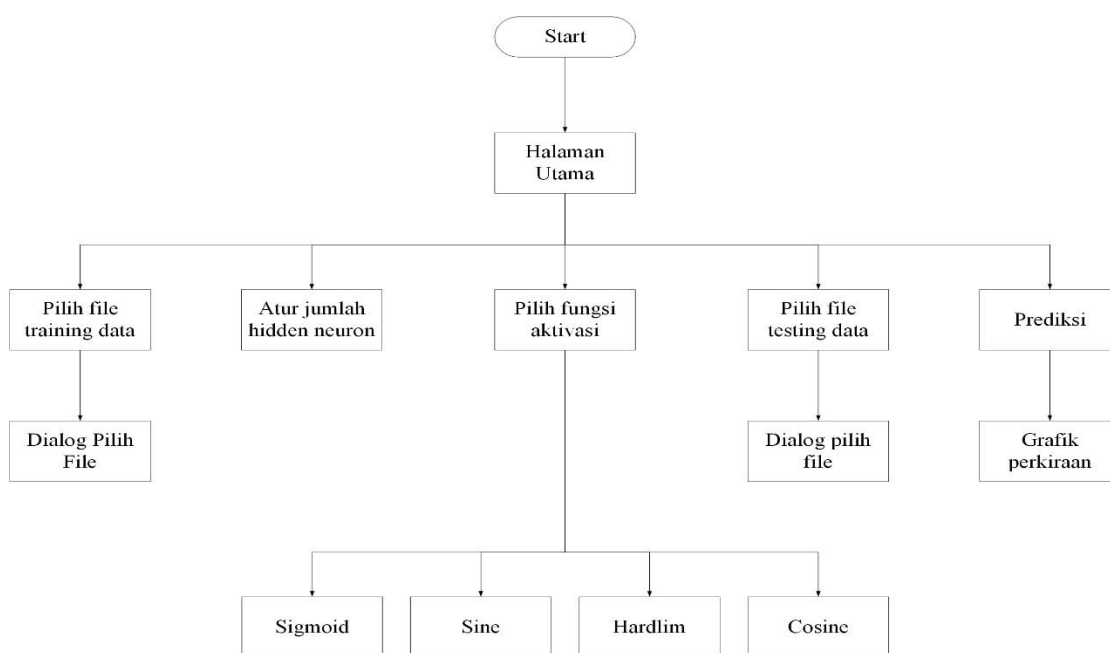 Start
Halaman
Utama
Pilih file
training data
Atur jumlah
hidden neuron
Pilih fungsi
aktivasi
Pilih file
testing data
Prediksi
Dialog Pilih
File
Dialog pilih
file
Grafik
perkiraan
Sigmoid
Sine
Hardlim
Cosine